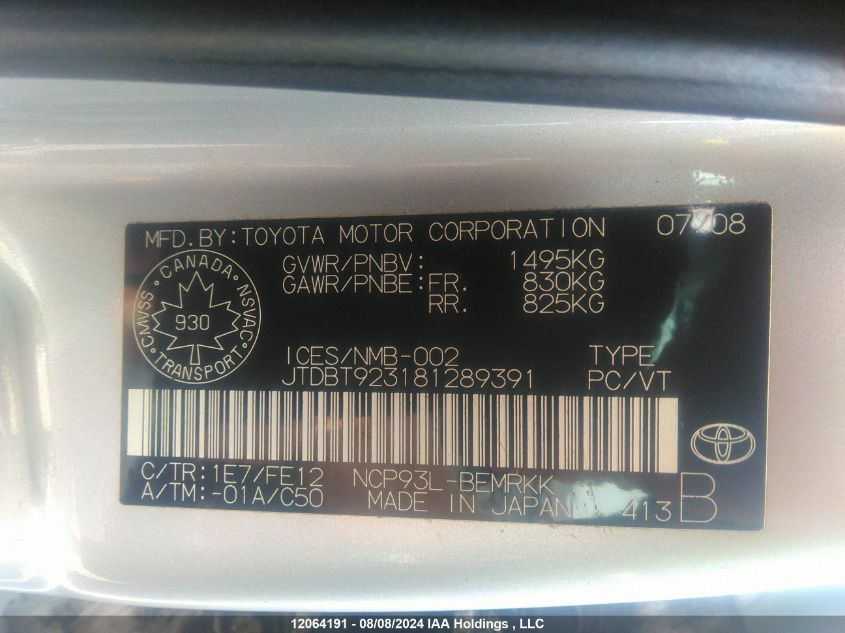 MFD.BY:TOYOTA MOTOR CORPORATION 07/08
GVWR/PNBV: 1495KG
GAWR/PNBE: FR. 830KG
RR. 825KG
CANADA
CMVSS
NSVAC
930
TRANSPORT
ICES/NMB-002 TYPE
JTDBT923181289391 PC/VT
C/TR:1E7/FE12 NCP93L-BEMRKK
A/TM:-01A/C50 MADE IN JAPAN 413 B
12064191 - 08/08/2024 IAA Holdings , LLC